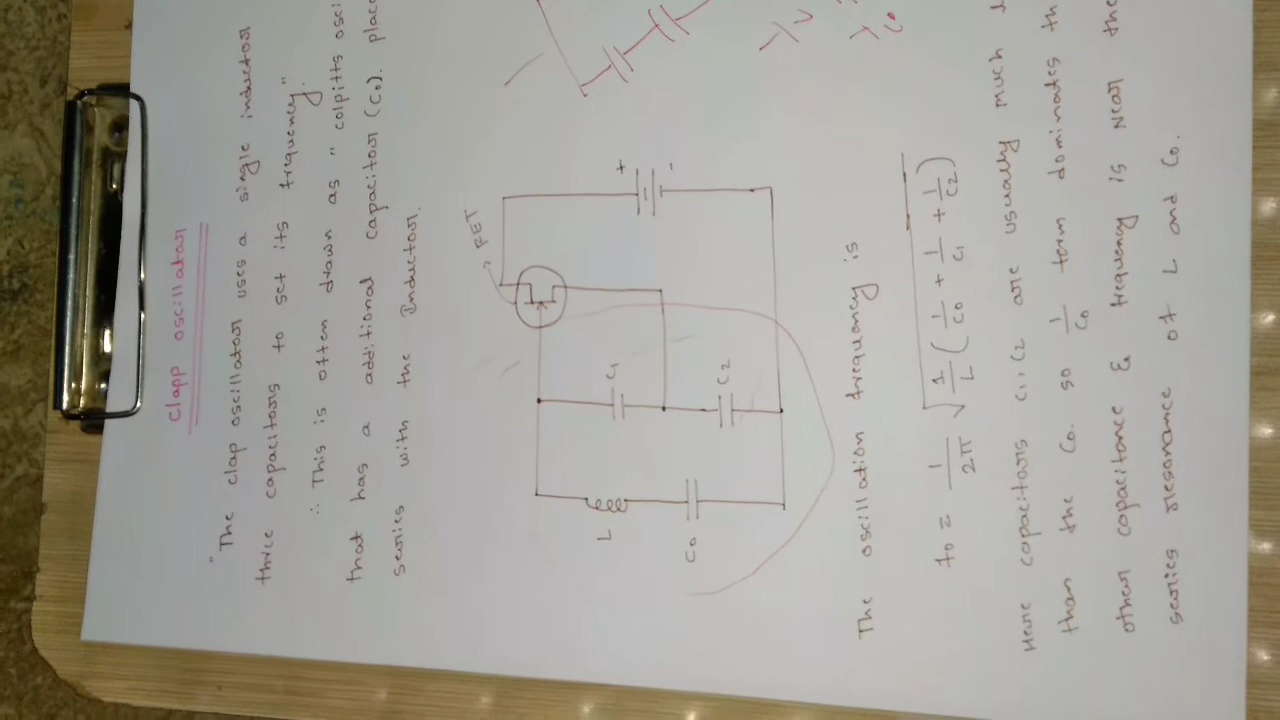 Clapp oscillator
"The clap oscillator uses a single inductor
three capacitors to set its frequency"
∴ This is often drawn as "colpitts osci
that has a additional capacitor (C0). place
series with the Inductor.
FET
+
-
C1
C2
L
C0
The oscillation frequency is
f0 = 1/2π √(1/L (1/C0 + 1/C1 + 1/C2))
Here capacitors C1, C2 are usually much
than the C0. so 1/C0 term dominates th
other capacitance & frequency is Near the
series resonance of L and C0.